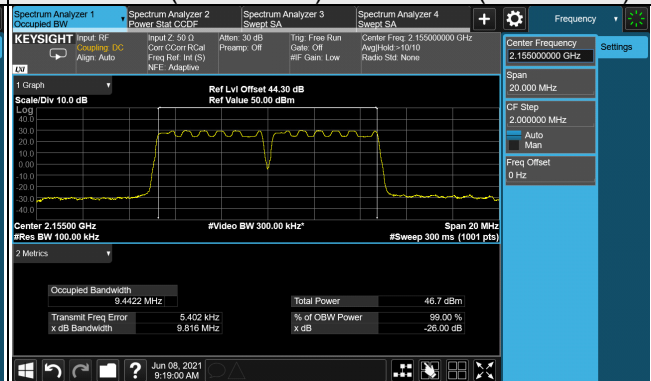 Spectrum Analyzer 1
Occupied BW
Spectrum Analyzer 2
Power Stat CCDF
Spectrum Analyzer 3
Swept SA
Spectrum Analyzer 4
Swept SA
+
Frequency
KEYSIGHT
Input: RF
Coupling: DC
Align: Auto
Input Z: 50 Ω
Corr CCorr RCal
Freq Ref: Int (S)
NFE: Adaptive
Atten: 30 dB
Preamp: Off
Trig: Free Run
Gate: Off
#IF Gain: Low
Center Freq: 2.155000000 GHz
Avg|Hold:>10/10
Radio Std: None
LXI
Center Frequency
2.155000000 GHz
Settings
Span
20.000 MHz
CF Step
2.000000 MHz
Auto
Man
Freq Offset
0 Hz
1 Graph
Scale/Div 10.0 dB
Ref Lvl Offset 44.30 dB
Ref Value 50.00 dBm
Log
40.0
30.0
20.0
10.0
0.00
-10.0
-20.0
-30.0
-40.0
Center 2.15500 GHz
#Res BW 100.00 kHz
#Video BW 300.00 kHz*
Span 20 MHz
#Sweep 300 ms (1001 pts)
2 Metrics
Occupied Bandwidth
9.4422 MHz
Transmit Freq Error 5.402 kHz
x dB Bandwidth 9.816 MHz
Total Power 46.7 dBm
% of OBW Power 99.00 %
x dB -26.00 dB
?
Jun 08, 2021
9:19:00 AM